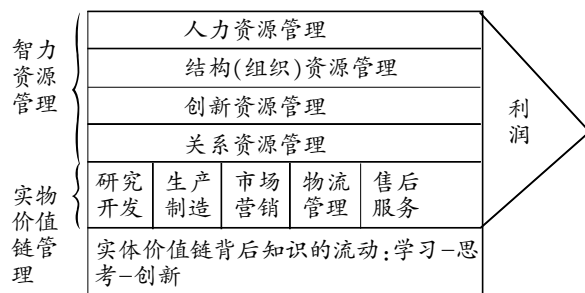 智力
资源
管理
人力资源管理
结构(组织)资源管理
创新资源管理
关系资源管理
利
润
实物
价值
链管
理
研究
开发
生产
制造
市场
营销
物流
管理
售后
服务
实体价值链背后知识的流动:学习-思
考-创新